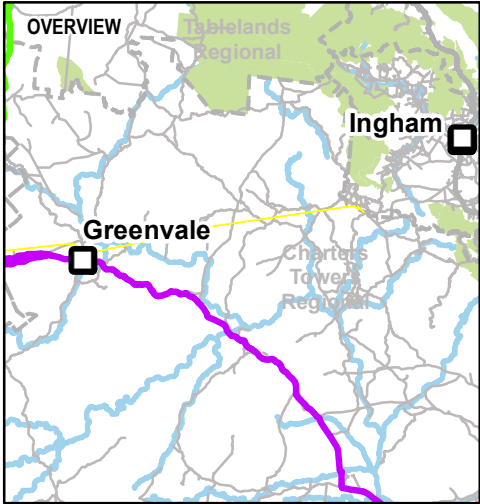 OVERVIEW
Tablelands
Regional
Ingham
Greenvale
Charters
Towers
Regional